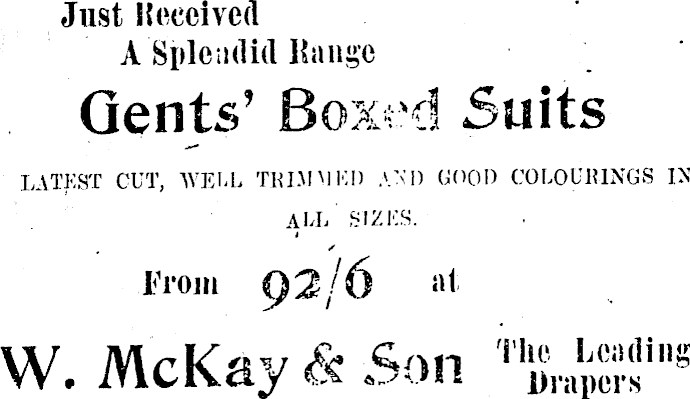 Just Received
A Splendid Range
Gents' Boxed Suits
LATEST CUT, WELL TRIMMED AND GOOD COLOURINGS IN
ALL SIZES.
From 92/6 at
W. McKay & Son The Leading
Drapers